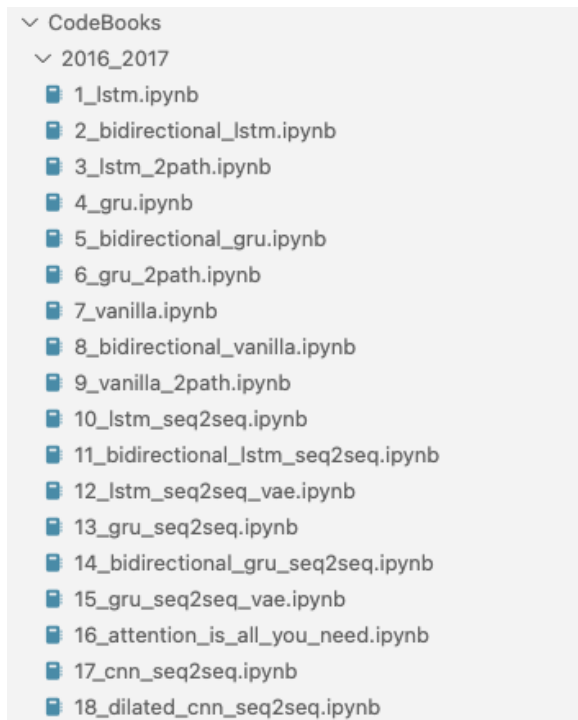 CodeBooks
2016_2017
1_lstm.ipynb
2_bidirectional_lstm.ipynb
3_lstm_2path.ipynb
4_gru.ipynb
5_bidirectional_gru.ipynb
6_gru_2path.ipynb
7_vanilla.ipynb
8_bidirectional_vanilla.ipynb
9_vanilla_2path.ipynb
10_lstm_seq2seq.ipynb
11_bidirectional_lstm_seq2seq.ipynb
12_lstm_seq2seq_vae.ipynb
13_gru_seq2seq.ipynb
14_bidirectional_gru_seq2seq.ipynb
15_gru_seq2seq_vae.ipynb
16_attention_is_all_you_need.ipynb
17_cnn_seq2seq.ipynb
18_dilated_cnn_seq2seq.ipynb